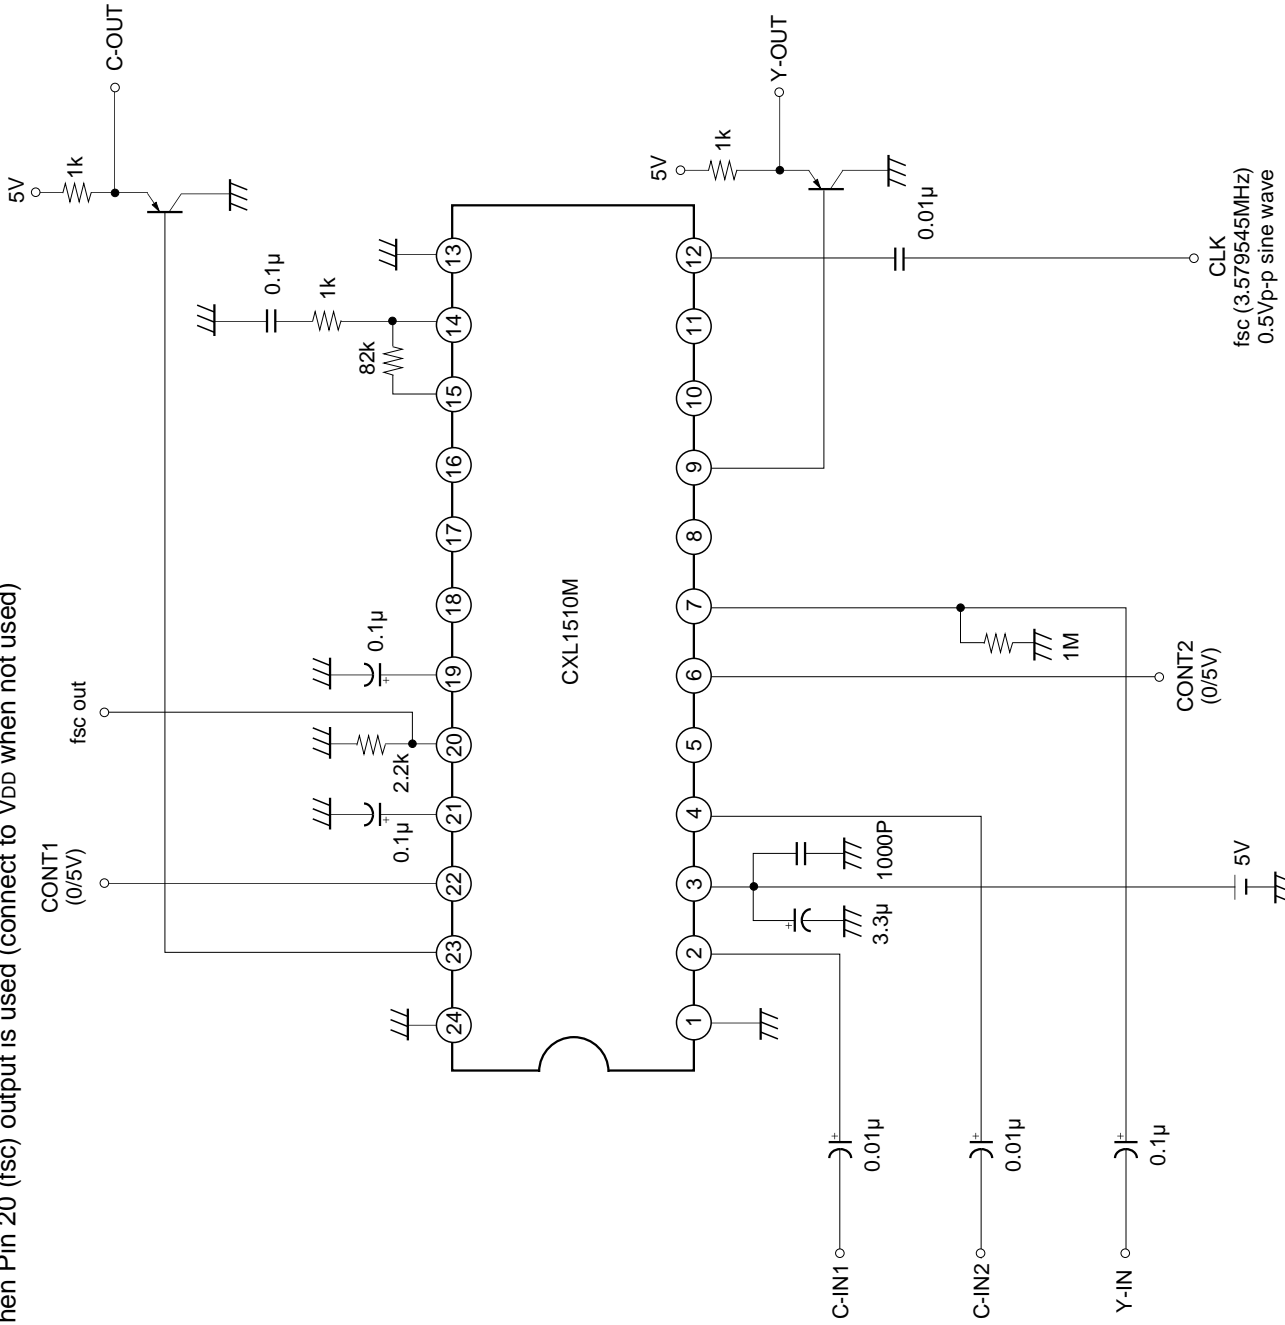 hen Pin 20 (fsc) output is used (connect to VDD when not used)
CONT1
(0/5V)
fsc out
5V
1k
C-OUT
0.1µ
2.2k
0.1µ
82k
1k
0.1µ
24
23
22
21
20
19
18
17
16
15
14
13
CXL1510M
1
2
3
4
5
6
7
8
9
10
11
12
5V
1k
Y-OUT
3.3µ
1000P
1M
0.01µ
C-IN1
0.01µ
C-IN2
0.01µ
Y-IN
0.1µ
5V
CONT2
(0/5V)
CLK
fsc (3.579545MHz)
0.5Vp-p sine wave